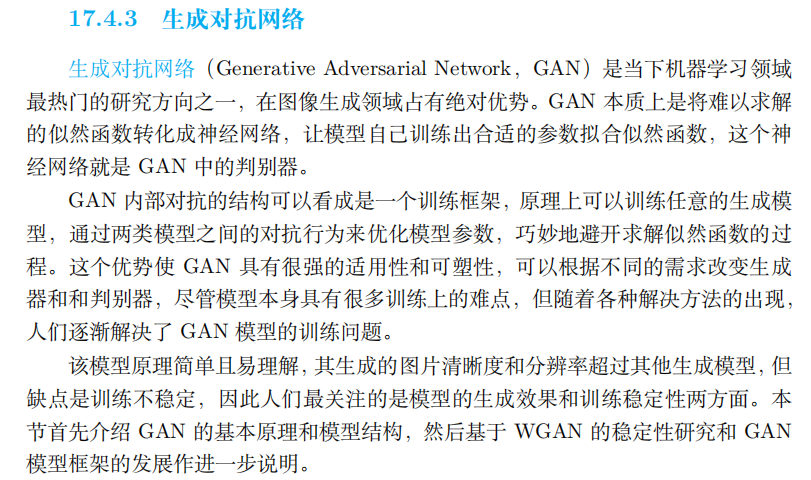 17.4.3 生成对抗网络
生成对抗网络（Generative Adversarial Network，GAN）是当下机器学习领域
最热门的研究方向之一，在图像生成领域占有绝对优势。GAN 本质上是将难以求解
的似然函数转化成神经网络，让模型自己训练出合适的参数拟合似然函数，这个神
经网络就是 GAN 中的判别器。
GAN 内部对抗的结构可以看成是一个训练框架，原理上可以训练任意的生成模
型，通过两类模型之间的对抗行为来优化模型参数，巧妙地避开求解似然函数的过
程。这个优势使 GAN 具有很强的适用性和可塑性，可以根据不同的需求改变生成
器和和判别器，尽管模型本身具有很多训练上的难点，但随着各种解决方法的出现，
人们逐渐解决了 GAN 模型的训练问题。
该模型原理简单且易理解，其生成的图片清晰度和分辨率超过其他生成模型，但
缺点是训练不稳定，因此人们最关注的是模型的生成效果和训练稳定性两方面。本
节首先介绍 GAN 的基本原理和模型结构，然后基于 WGAN 的稳定性研究和 GAN
模型框架的发展作进一步说明。